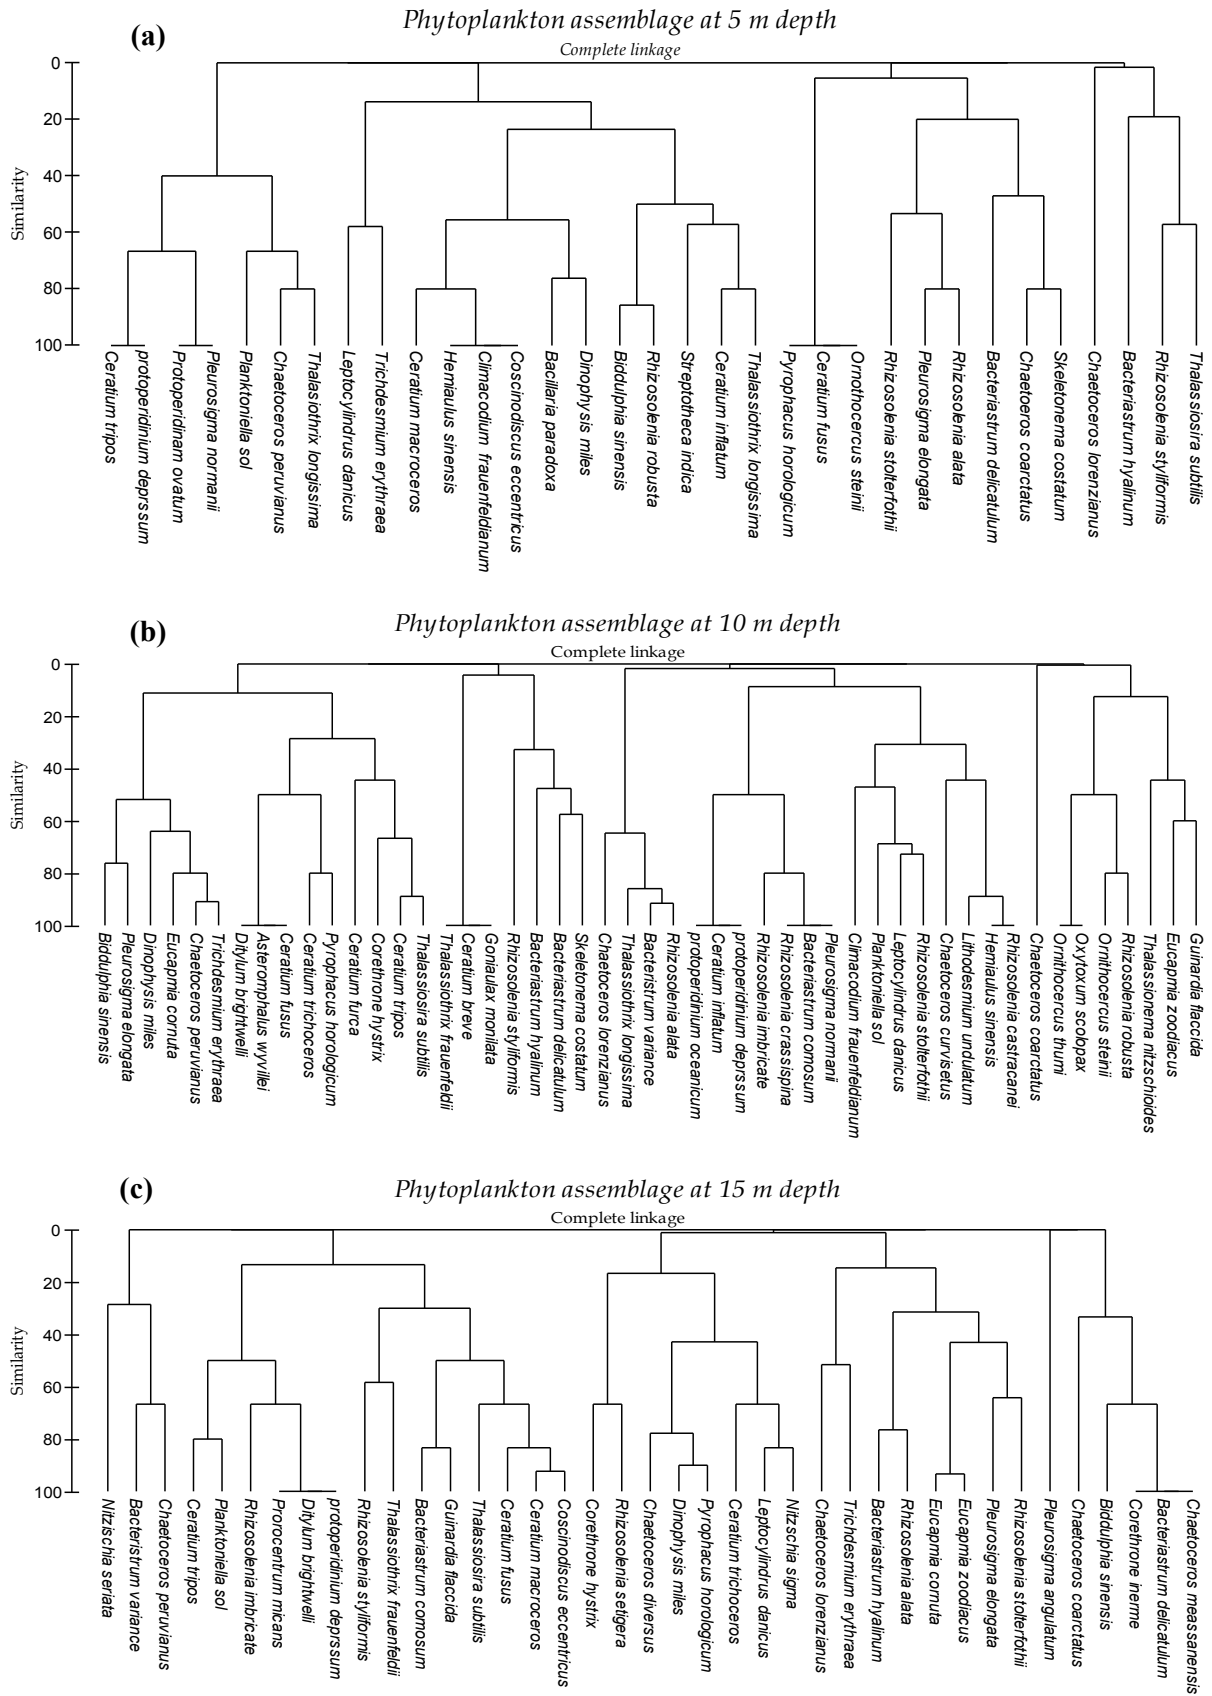 (a)
Phytoplankton assemblage at 5 m depth
Complete linkage
Similarity
0
20
40
60
80
100
Ceratium tripos
protoperidinium deprssum
Protoperidinam ovatum
Pleurosigma normanii
Planktoniella sol
Chaetoceros peruvianus
Thalassiothrix longissima
Leptocylindrus danicus
Trichdesmium erythraea
Ceratium macroceros
Hemiaulus sinensis
Climacodium frauenfeldianum
Coscinodiscus eccentricus
Bacillaria paradoxa
Dinophysis miles
Biddulphia sinensis
Rhizosolenia robusta
Streptotheca indica
Ceratium inflatum
Thalassiothrix longissima
Pyrophacus horologicum
Ceratium fusus
Ornothocercus steinii
Rhizosolenia stolterfothii
Pleurosigma elongata
Rhizosolenia alata
Bacteriastrum delicatulum
Chaetoeros coarctatus
Skeletonema costatum
Chaetoceros lorenzianus
Bacteriastrum hyalinum
Rhizosolenia styliformis
Thalassiosira subtilis
(b)
Phytoplankton assemblage at 10 m depth
Complete linkage
Similarity
0
20
40
60
80
100
Biddulphia sinensis
Pleurosigma elongata
Dinophysis miles
Eucapmia cornuta
Chaetoceros peruvianus
Trichdesmium erythraea
Ditylum brightwelli
Asteromphalus wyvillei
Ceratium fusus
Ceratium trichoceros
Pyrophacus horologicum
Ceratium furca
Corethrone hystrix
Ceratium tripos
Thalassiosira subtilis
Thalassiothrix frauenfeldii
Ceratium breve
Goniaulax monilata
Rhizosolenia styliformis
Bacteriastrum hyalinum
Bacteriastrum delicatulum
Skeletonema costatum
Chaetoceros lorenzianus
Thalassiothrix longissima
Bacteristrum variance
Rhizosolenia alata
protoperidinium oceanicum
Ceratium inflatum
protoperidinium deprssum
Rhizosolenia imbricate
Rhizosolenia crassispina
Bacteriastrum comosum
Pleurosigma normanii
Climacodium frauenfeldianum
Planktoniella sol
Leptocylindrus danicus
Rhizosolenia stolterfothii
Chaetoceros curvisetus
Lithodesmium undulatum
Hemiaulus sinensis
Rhizosolenia castracanei
Chaetoceros coarctatus
Ornithocercus thumi
Oxytoxum scolopax
Ornithocercus steinii
Rhizosolenia robusta
Thalassionema nitzschioides
Eucapmia zoodiacus
Guinardia flaccida
(c)
Phytoplankton assemblage at 15 m depth
Complete linkage
Similarity
0
20
40
60
80
100
Nitzischia seriata
Bacteristrum variance
Chaetoceros peruvianus
Ceratium tripos
Planktoniella sol
Rhizosolenia imbricate
Prorocentrum micans
Ditylum brightwelli
protoperidinium deprssum
Rhizosolenia styliformis
Thalassiothrix frauenfeldii
Bacteriastrum comosum
Guinardia flaccida
Thalassiosira subtilis
Ceratium fusus
Ceratium macroceros
Coscinodiscus eccentricus
Corethrone hystrix
Rhizosolenia setigera
Chaetoceros diversus
Dinophysis miles
Pyrophacus horologicum
Ceratium trichoceros
Leptocylindrus danicus
Nitzschia sigma
Chaetoceros lorenzianus
Trichdesmium erythraea
Bacteriastrum hyalinum
Rhizosolenia alata
Eucapmia cornuta
Eucapmia zoodiacus
Pleurosigma elongata
Rhizosolenia stolterfothii
Pleurosigma angulatum
Chaetoceros coarctatus
Biddulphia sinensis
Corethrone inerme
Bacteriastrum delicatulum
Chaetoceros meassanensis